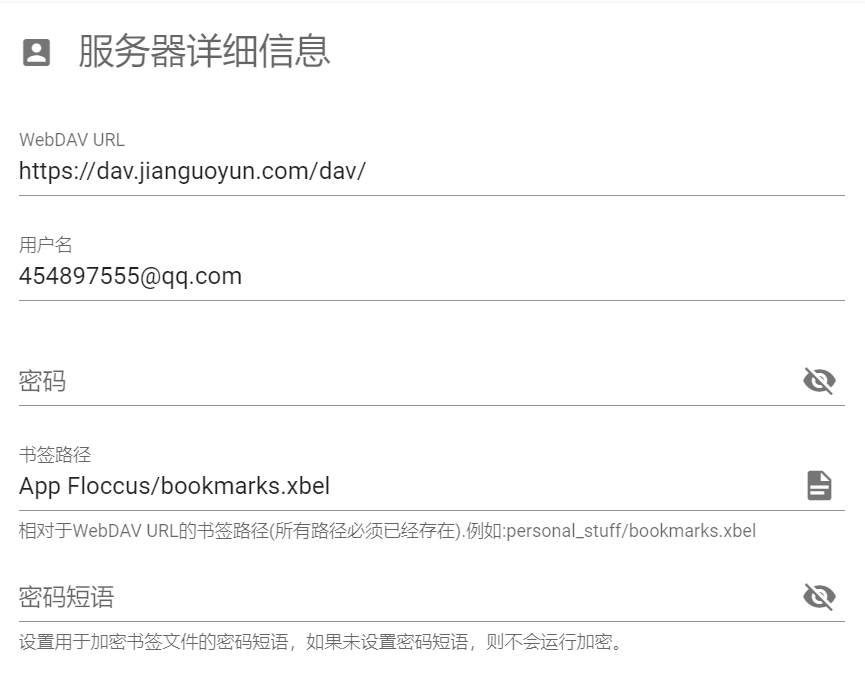 服务器详细信息
WebDAV URL
https://dav.jianguoyun.com/dav/
用户名
454897555@qq.com
密码
书签路径
App Floccus/bookmarks.xbel
相对于WebDAV URL的书签路径(所有路径必须已经存在).例如:personal_stuff/bookmarks.xbel
密码短语
设置用于加密书签文件的密码短语，如果未设置密码短语，则不会运行加密。